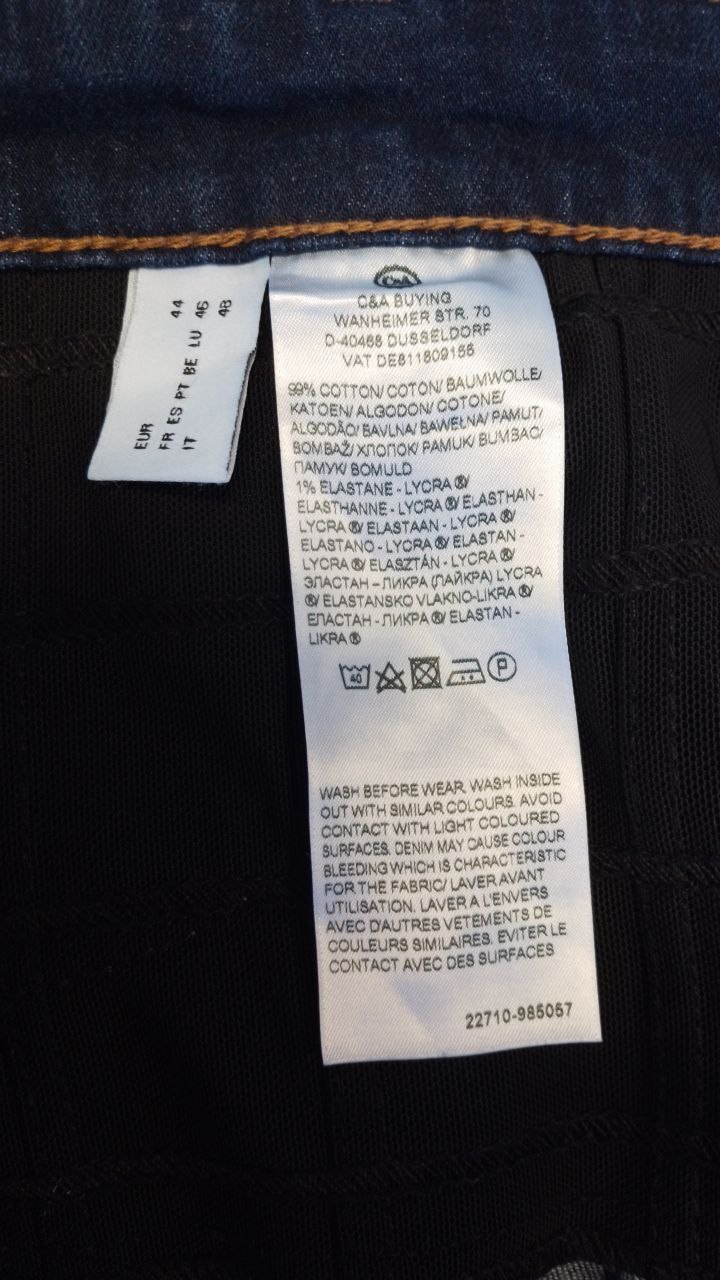 EUR 44
FR ES PT BE LU 46
IT 48
C&A
C&A BUYING
WANHEIMER STR. 70
D-40468 DUSSELDORF
VAT DE811809155
99% COTTON/ COTON/ BAUMWOLLE/
KATOEN/ ALGODON/ COTONE/
ALGODÃO/ BAVLNA/ BAWEŁNA/ PAMUT/
BOMBAŽ/ ХЛОПОК/ PAMUK/ BUMBAC/
ПАМУК/ BOMULD
1% ELASTANE - LYCRA ®/
ELASTHANNE - LYCRA ®/ ELASTHAN -
LYCRA ®/ ELASTAAN - LYCRA ®/
ELASTANO - LYCRA ®/ ELASTAN -
LYCRA ®/ ELASZTÁN - LYCRA ®/
ЭЛАСТАН – ЛИКРА (ЛАЙКРА) LYCRA
®/ ELASTANSKO VLAKNO-LIKRA ®/
ЕЛАСТАН - ЛИКРА ®/ ELASTAN -
LIKRA ®
40 P
WASH BEFORE WEAR. WASH INSIDE
OUT WITH SIMILAR COLOURS. AVOID
CONTACT WITH LIGHT COLOURED
SURFACES. DENIM MAY CAUSE COLOUR
BLEEDING WHICH IS CHARACTERISTIC
FOR THE FABRIC/ LAVER AVANT
UTILISATION. LAVER A L'ENVERS
AVEC D'AUTRES VETEMENTS DE
COULEURS SIMILAIRES. EVITER LE
CONTACT AVEC DES SURFACES
22710-985057